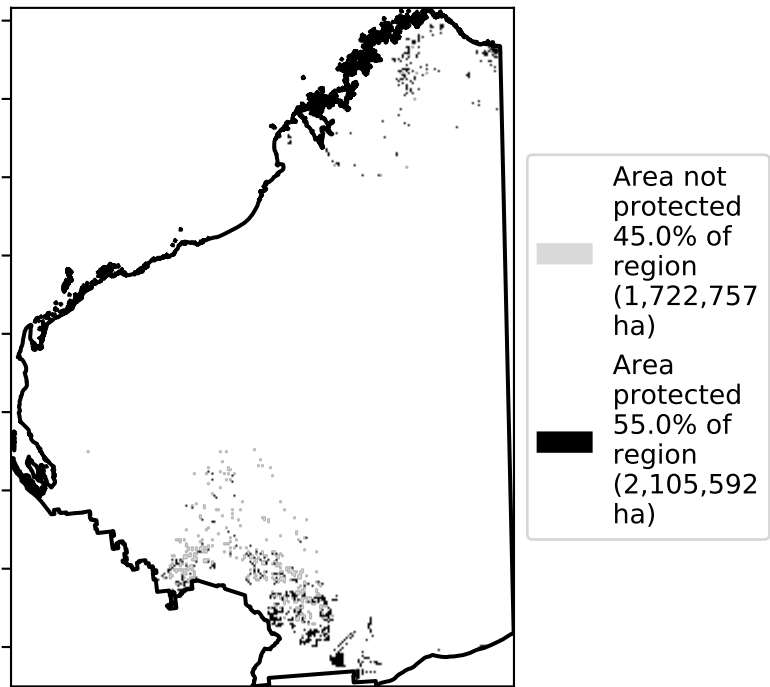 Area not
protected
45.0% of
region
(1,722,757
ha)
Area
protected
55.0% of
region
(2,105,592
ha)